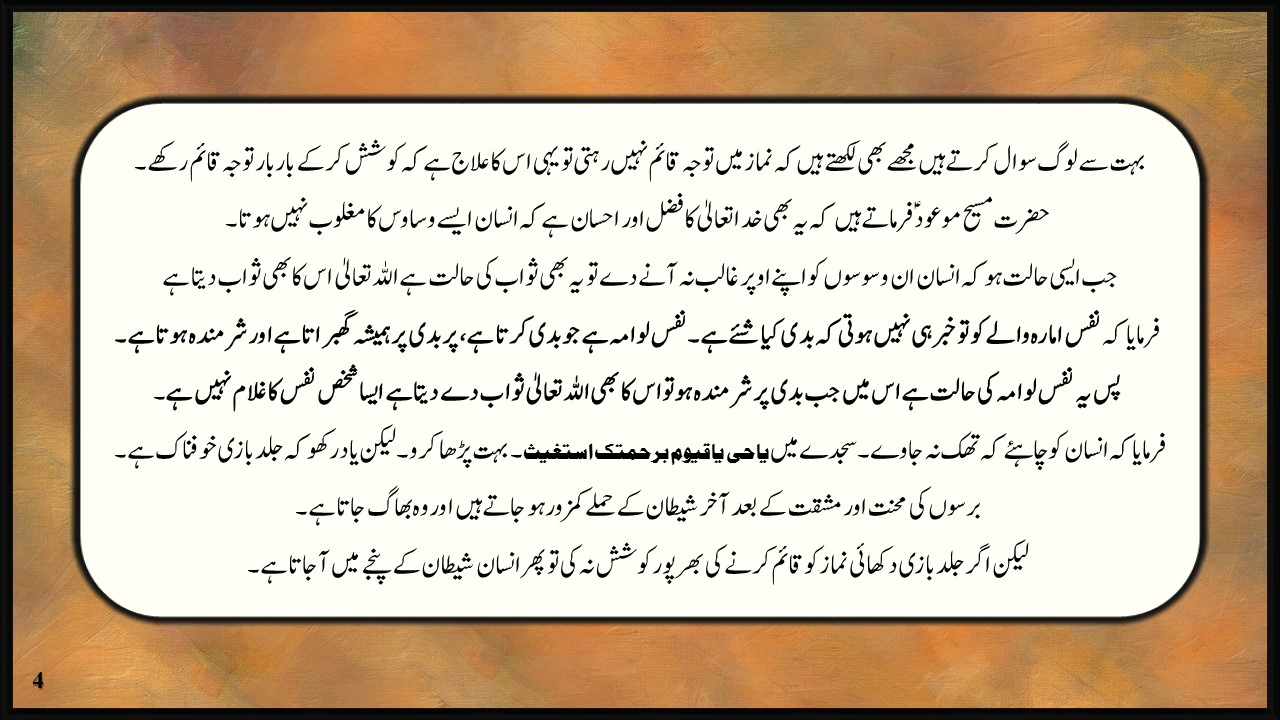 بہت سے لوگ سوال کرتے ہیں مجھے بھی لکھتے ہیں کہ نماز میں توجہ قائم نہیں رہتی تو یہی اس کا علاج ہے کہ کوشش کر کے بار بار توجہ قائم رکھے۔
حضرت مسیح موعودؑ فرماتے ہیں کہ یہ بھی خدا تعالیٰ کا فضل اور احسان ہے کہ انسان ایسے وساوس کا مغلوب نہیں ہوتا۔
جب ایسی حالت ہو کہ انسان ان وسوسوں کو اپنے اوپر غالب نہ آنے دے تو یہ بھی ثواب کی حالت ہے اللہ تعالیٰ اس کا بھی ثواب دیتا ہے
فرمایا کہ نفس امارہ والے کو تو خبر ہی نہیں ہوتی کہ بدی کیا شئے ہے۔ نفس لوامہ ہے جو بدی کرتا ہے، پر بدی پر ہمیشہ گھبراتا ہے اور شرمندہ ہوتا ہے۔
پس یہ نفس لوامہ کی حالت ہے اس میں جب بدی پر شرمندہ ہو تو اس کا بھی اللہ تعالیٰ ثواب دے دیتا ہے ایسا شخص نفس کا غلام نہیں ہے۔
فرمایا کہ انسان کو چاہئے کہ تھک نہ جاوے۔ سجدے میں یا حی یا قیوم برحمتک استغیث۔ بہت پڑھا کرو۔ لیکن یاد رکھو کہ جلد بازی خوفناک ہے۔
برسوں کی محنت اور مشقت کے بعد آخر شیطان کے حملے کمزور ہو جاتے ہیں اور وہ بھاگ جاتا ہے۔
لیکن اگر جلد بازی دکھائی نماز کو قائم کرنے کی بھرپور کوشش نہ کی تو پھر انسان شیطان کے پنجے میں آ جاتا ہے۔
4